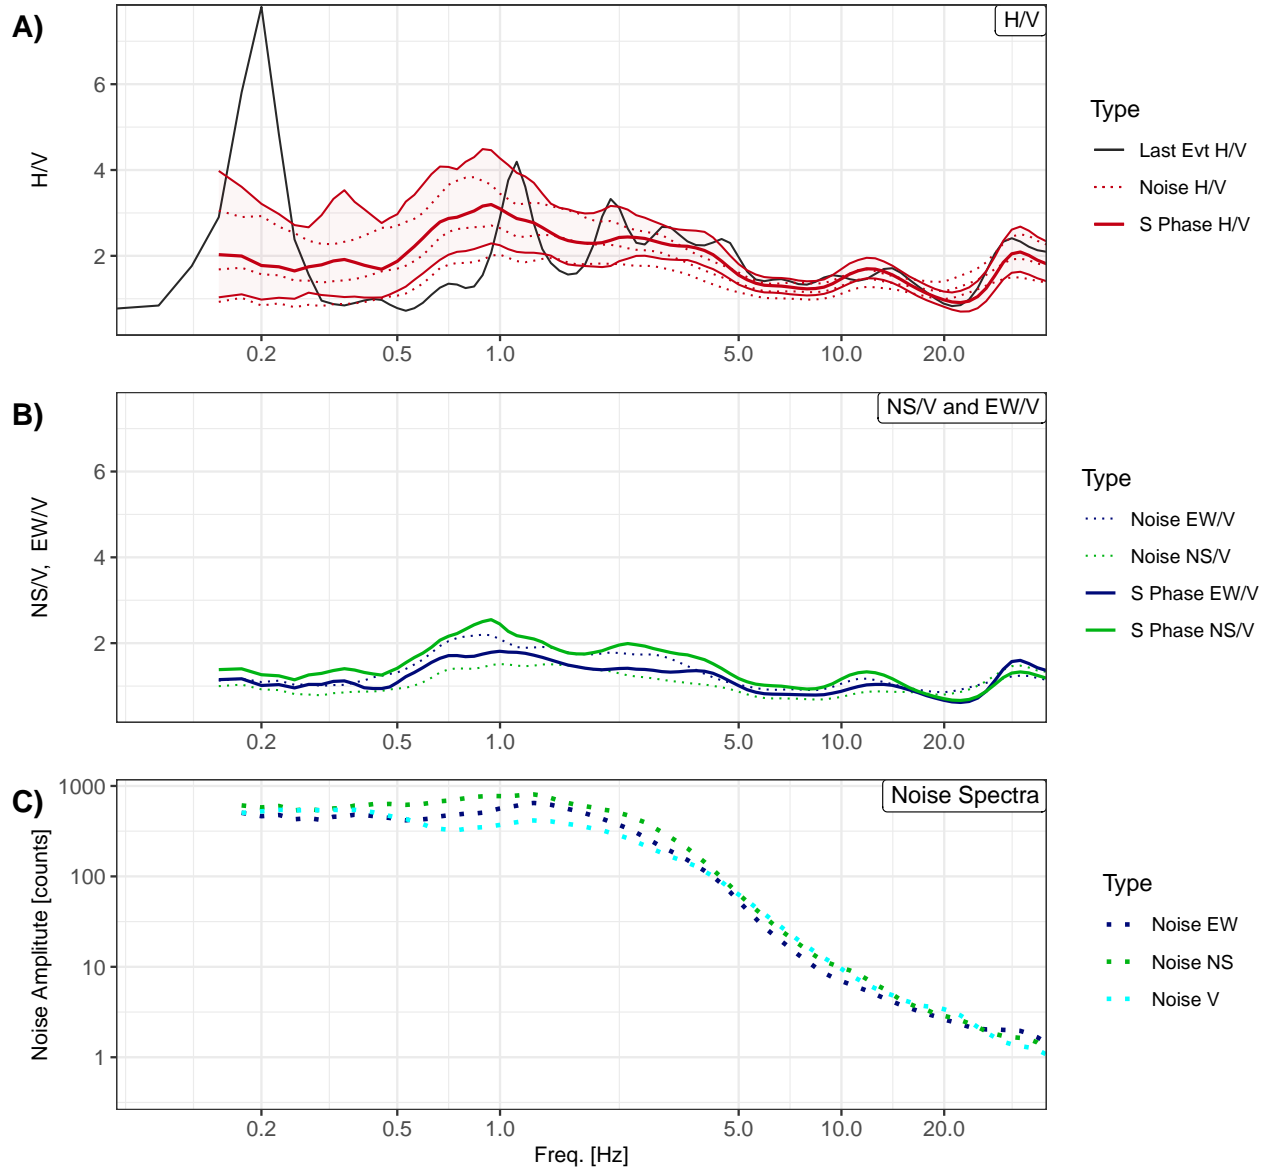 A)
H/V
6
4
2
H/V
0.2 0.5 1.0 5.0 10.0 20.0
Type
Last Evt H/V
Noise H/V
S Phase H/V
B)
NS/V and EW/V
6
4
2
NS/V, EW/V
0.2 0.5 1.0 5.0 10.0 20.0
Type
Noise EW/V
Noise NS/V
S Phase EW/V
S Phase NS/V
C)
Noise Spectra
1000
100
10
1
Noise Amplitute [counts]
0.2 0.5 1.0 5.0 10.0 20.0
Freq. [Hz]
Type
Noise EW
Noise NS
Noise V